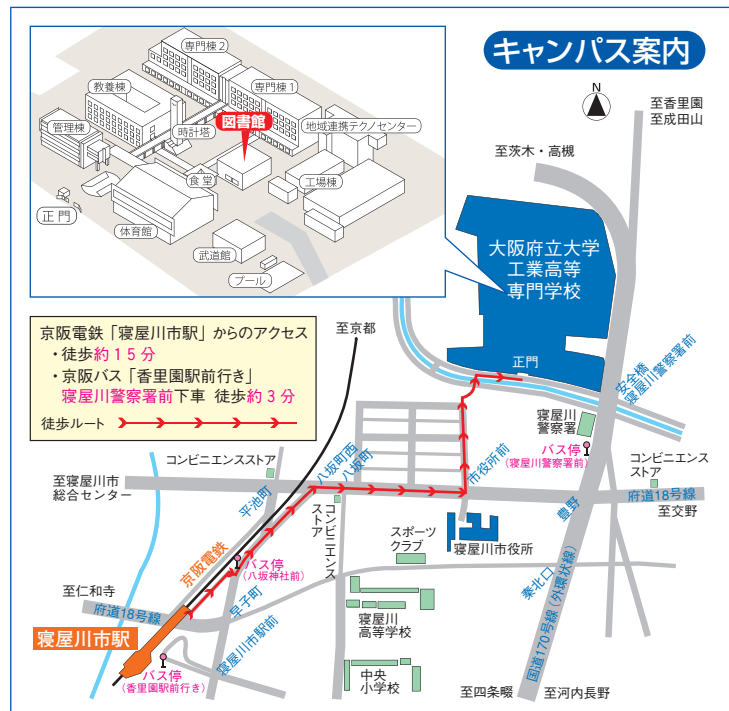 キャンパス案内
専門棟2
教養棟
専門棟1
図書館
管理棟
時計塔
地域連携テクノセンター
食堂
工場棟
正門
体育館
武道館
プール
N
至香里園
至成田山
至茨木・高槻
大阪府立大学
工業高等
専門学校
京阪電鉄「寝屋川市駅」からのアクセス
・徒歩約15分
・京阪バス「香里園駅前行き」
寝屋川警察署前下車 徒歩約3分
徒歩ルート
至京都
正門
安全橋
寝屋川警察署前
寝屋川
警察署
バス停
(寝屋川警察署前)
コンビニエンスストア
八坂町西
八坂町
市役所前
コンビニエンス
ストア
至寝屋川市
総合センター
平池町
コンビニエンス
ストア
豊野
府道18号線
至交野
スポーツ
クラブ
寝屋川市役所
京阪電鉄
バス停
(八坂神社前)
至仁和寺
府道18号線
早子町
秦北口
寝屋川市駅
寝屋川市駅前
寝屋川
高等学校
国道170号線(外環状線)
バス停
(香里園駅前行き)
中央
小学校
至四条畷
至河内長野